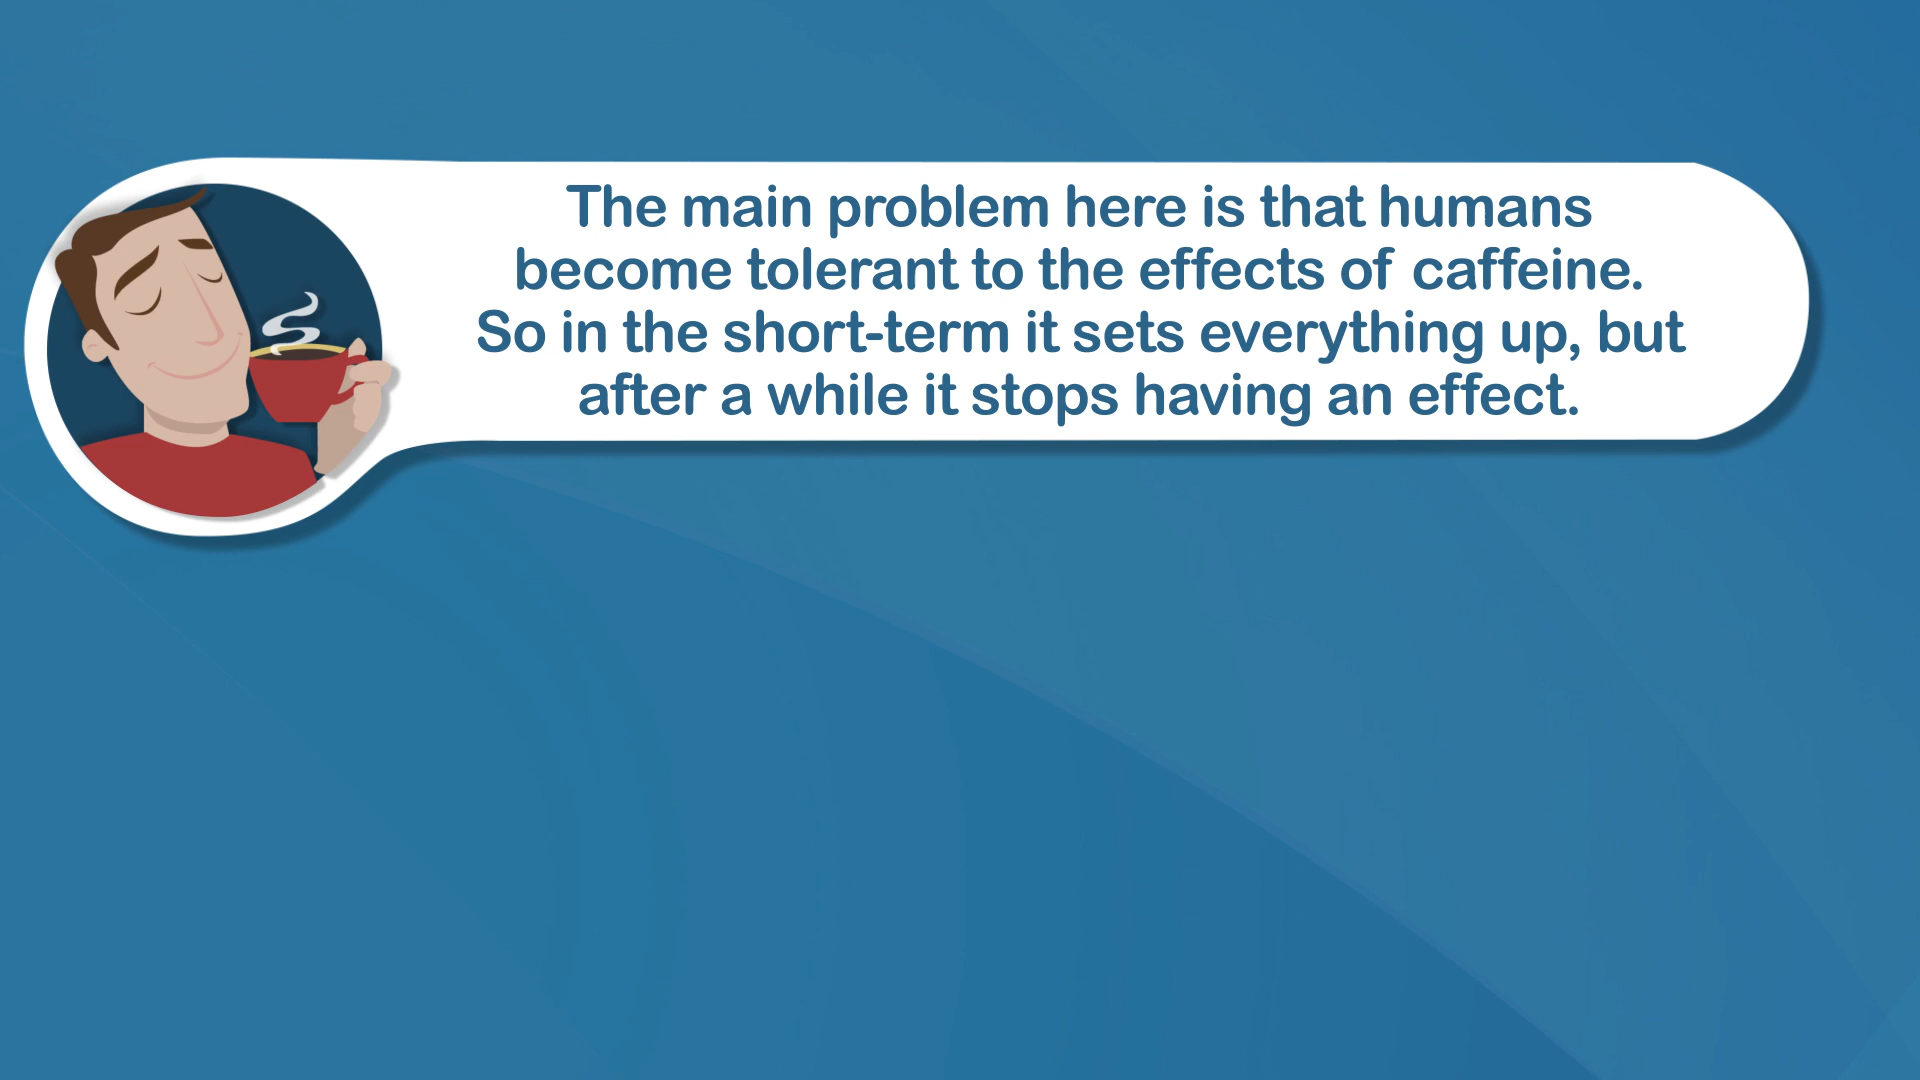 The main problem here is that humans
become tolerant to the effects of caffeine.
So in the short-term it sets everything up, but
after a while it stops having an effect.